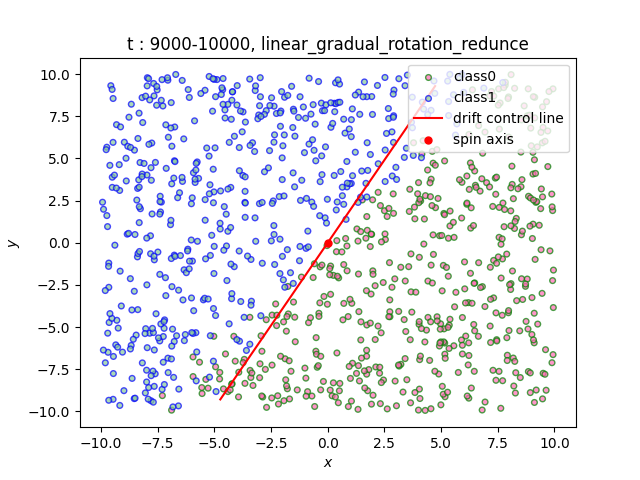 t : 9000-10000, linear_gradual_rotation_redunce
class0
class1
drift control line
spin axis
10.0
7.5
5.0
2.5
0.0
−2.5
−5.0
−7.5
−10.0
y
−10.0 −7.5 −5.0 −2.5 0.0 2.5 5.0 7.5 10.0
x